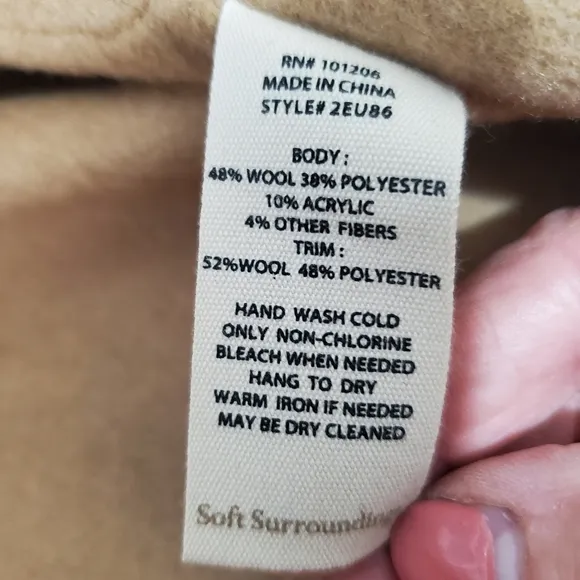 RN# 101206
MADE IN CHINA
STYLE# 2EU86
BODY:
48% WOOL 38% POLYESTER
10% ACRYLIC
4% OTHER FIBERS
TRIM:
52%WOOL 48% POLYESTER
HAND WASH COLD
ONLY NON-CHLORINE
BLEACH WHEN NEEDED
HANG TO DRY
WARM IRON IF NEEDED
MAY BE DRY CLEANED
Soft Surrounding